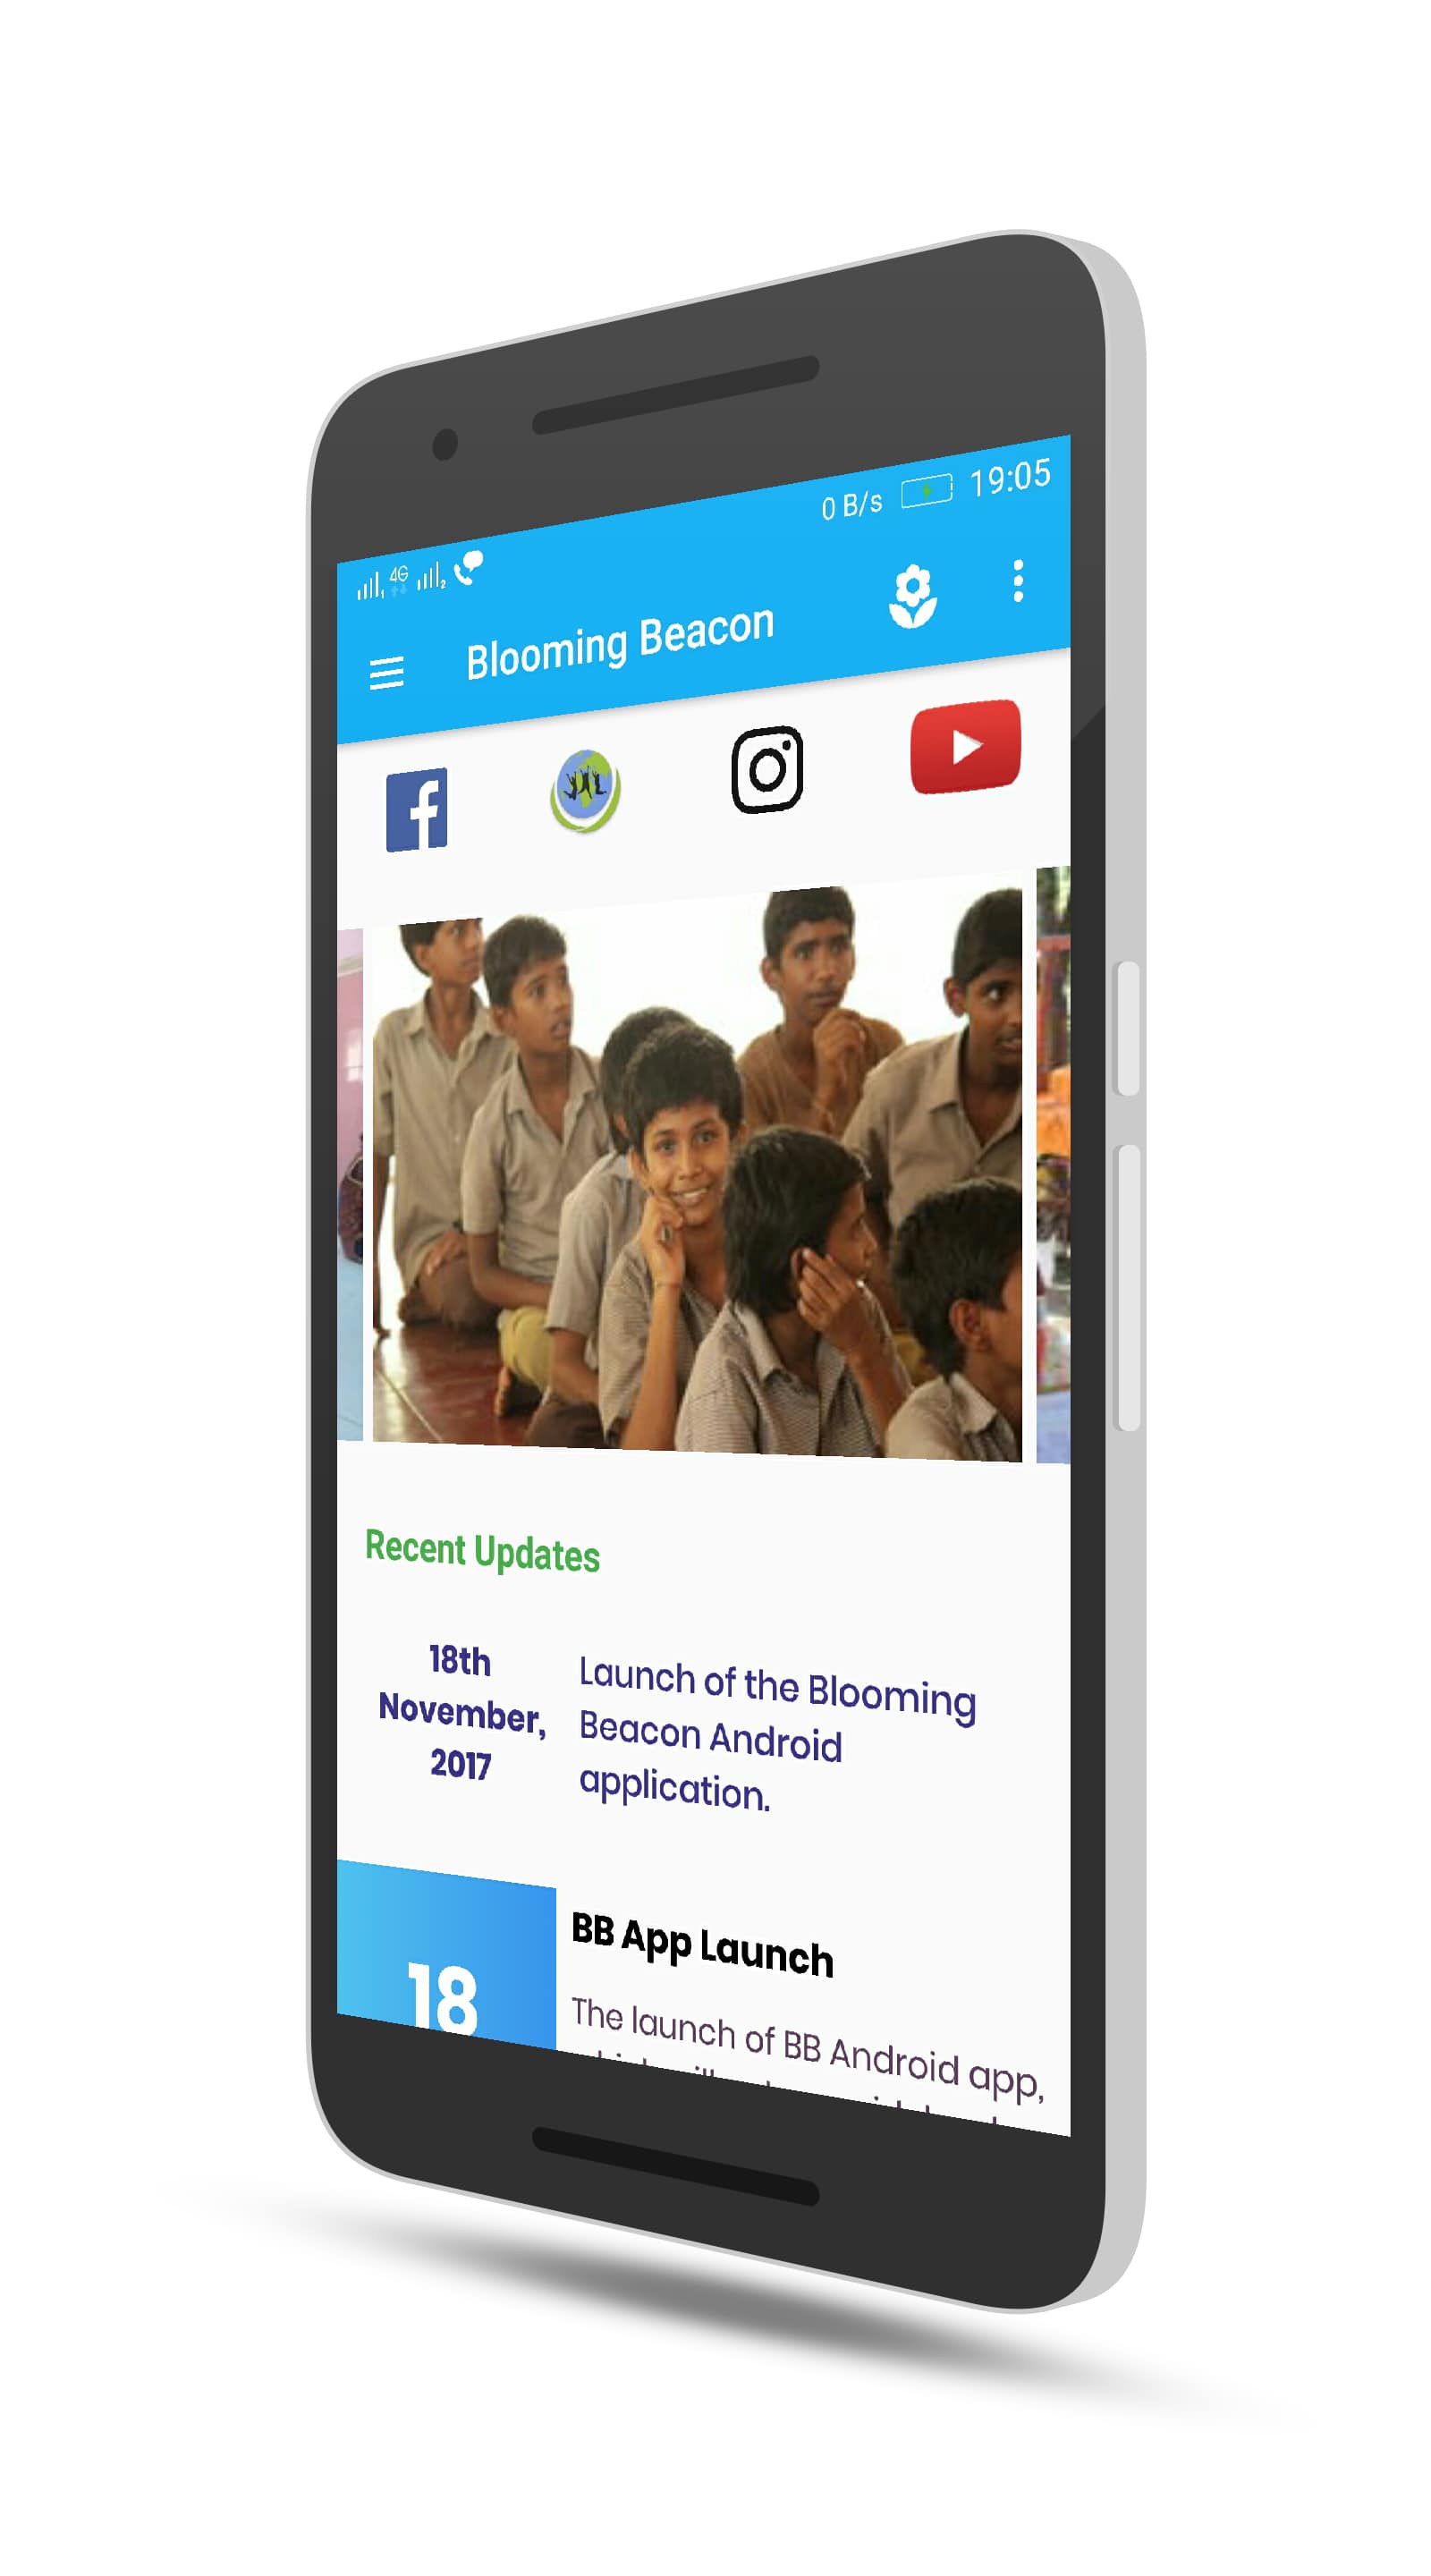 4G
0 B/s 19:05
Blooming Beacon
Recent Updates
18th
November,
2017
Launch of the Blooming
Beacon Android
application.
18
BB App Launch
The launch of BB Android app,